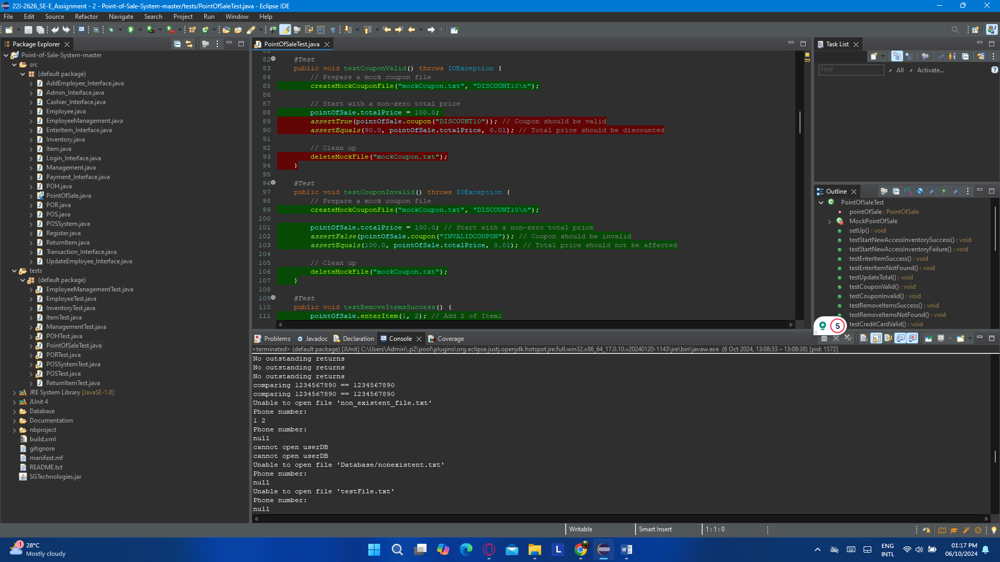 22I-2626_SE-E_Assignment - 2 - Point-of-Sale-System-master/tests/PointOfSaleTest.java - Eclipse IDE
File Edit Source Refactor Navigate Search Project Run Window Help
Package Explorer
Point-of-Sale-System-master
src
(default package)
AddEmployee_Interface.java
Admin_Interface.java
Cashier_Interface.java
Employee.java
EmployeeManagement.java
EnterItem_Interface.java
Inventory.java
Item.java
Login_Interface.java
Management.java
Payment_Interface.java
POH.java
PointOfSale.java
POR.java
POS.java
POSSystem.java
Register.java
ReturnItem.java
Transaction_Interface.java
UpdateEmployee_Interface.java
tests
(default package)
EmployeeManagementTest.java
EmployeeTest.java
InventoryTest.java
ItemTest.java
ManagementTest.java
POHTest.java
PointOfSaleTest.java
PORTest.java
POSSystemTest.java
POSTest.java
ReturnItemTest.java
JRE System Library [JavaSE-1.8]
JUnit 4
Database
Documentation
nbproject
build.xml
gitignore
manifest.mf
README.txt
SGTechnologies.jar
PointOfSaleTest.java
81
82 @Test
83 public void testCouponValid() throws IOException {
84 // Prepare a mock coupon file
85 createMockCouponFile("mockCoupon.txt", "DISCOUNT10\n");
86
87 // Start with a non-zero total price
88 pointOfSale.totalPrice = 100.0;
89 assertTrue(pointOfSale.coupon("DISCOUNT10")); // Coupon should be valid
90 assertEquals(90.0, pointOfSale.totalPrice, 0.01); // Total price should be discounted
91
92 // Clean up
93 deleteMockFile("mockCoupon.txt");
94 }
95
96 @Test
97 public void testCouponInvalid() throws IOException {
98 // Prepare a mock coupon file
99 createMockCouponFile("mockCoupon.txt", "DISCOUNT10\n");
100
101 pointOfSale.totalPrice = 100.0; // Start with a non-zero total price
102 assertFalse(pointOfSale.coupon("INVALIDCOUPON")); // Coupon should be invalid
103 assertEquals(100.0, pointOfSale.totalPrice, 0.01); // Total price should not be affected
104
105 // Clean up
106 deleteMockFile("mockCoupon.txt");
107 }
108
109 @Test
110 public void testRemoveItemsSuccess() {
111 pointOfSale.enterItem(1, 2); // Add 2 of Item1
Task List
Find All Activate...
Outline
PointOfSaleTest
pointOfSale : PointOfSale
MockPointOfSale
setUp() : void
testStartNewAccessInventorySuccess() : void
testStartNewAccessInventoryFailure() : void
testEnterItemSuccess() : void
testEnterItemNotFound() : void
testUpdateTotal() : void
testCouponValid() : void
testCouponInvalid() : void
testRemoveItemsSuccess() : void
testRemoveItemsNotFound() : void
testCreditCardValid() : void
5
Problems Javadoc Declaration Console Coverage
<terminated> (default package) [JUnit] C:\Users\Admin\.p2\pool\plugins\org.eclipse.justj.openjdk.hotspot.jre.full.win32.x86_64_17.0.10.v20240120-1143\jre\bin\javaw.exe (6 Oct 2024, 13:08:33 – 13:08:38) [pid: 1572]
No outstanding returns
No outstanding returns
No outstanding returns
comparing 1234567890 == 1234567890
comparing 1234567890 == 1234567890
Unable to open file 'non_existent_file.txt'
Phone number:
1 2
Phone number:
null
cannot open userDB
cannot open userDB
Unable to open file 'Database/nonexistent.txt'
Phone number:
null
Unable to open file 'testFile.txt'
Phone number:
null
Writable Smart Insert 1 : 1 : 0
1
28°C
Mostly cloudy
L
W
ENG
INTL
01:17 PM
06/10/2024